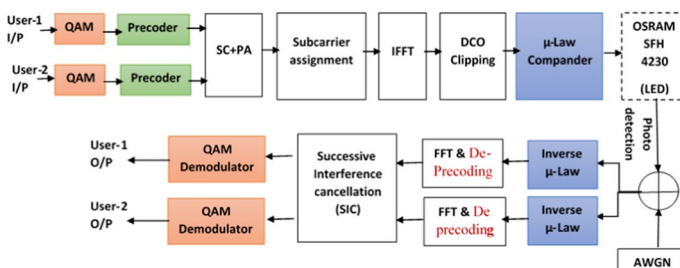 User-1
I/P
QAM
Precoder
User-2
I/P
QAM
Precoder
SC+PA
Subcarrier
assignment
IFFT
DCO
Clipping
μ-Law
Compander
OSRAM
SFH
4230
(LED)
Photo
detection
User-1
O/P
QAM
Demodulator
Successive
Interference
cancellation
(SIC)
FFT & De-
Precoding
Inverse
μ-Law
User-2
O/P
QAM
Demodulator
FFT & De
precoding
Inverse
μ-Law
AWGN